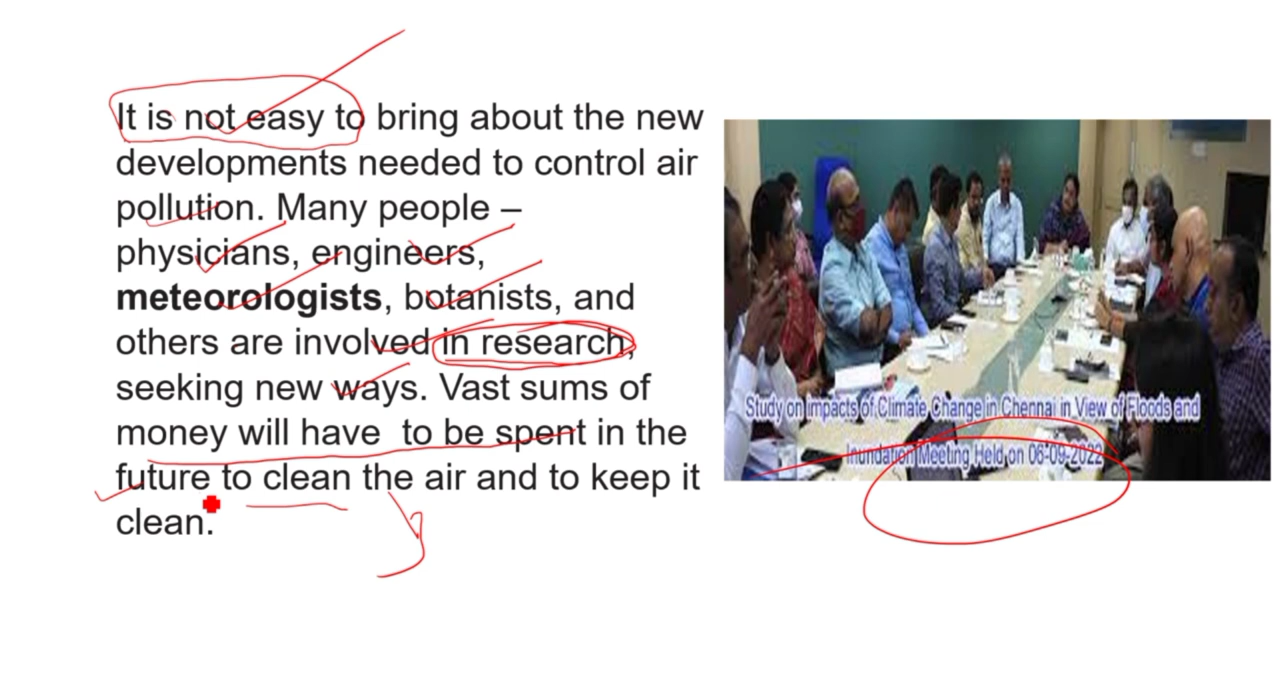 It is not easy to bring about the new
developments needed to control air
pollution. Many people –
physicians, engineers,
meteorologists, botanists, and
others are involved in research,
seeking new ways. Vast sums of
money will have  to be spent in the
future to clean the air and to keep it
clean.
Study on Impacts of Climate Change in Chennai in View of Floods and
Inundation Meeting Held on 06-09-2022